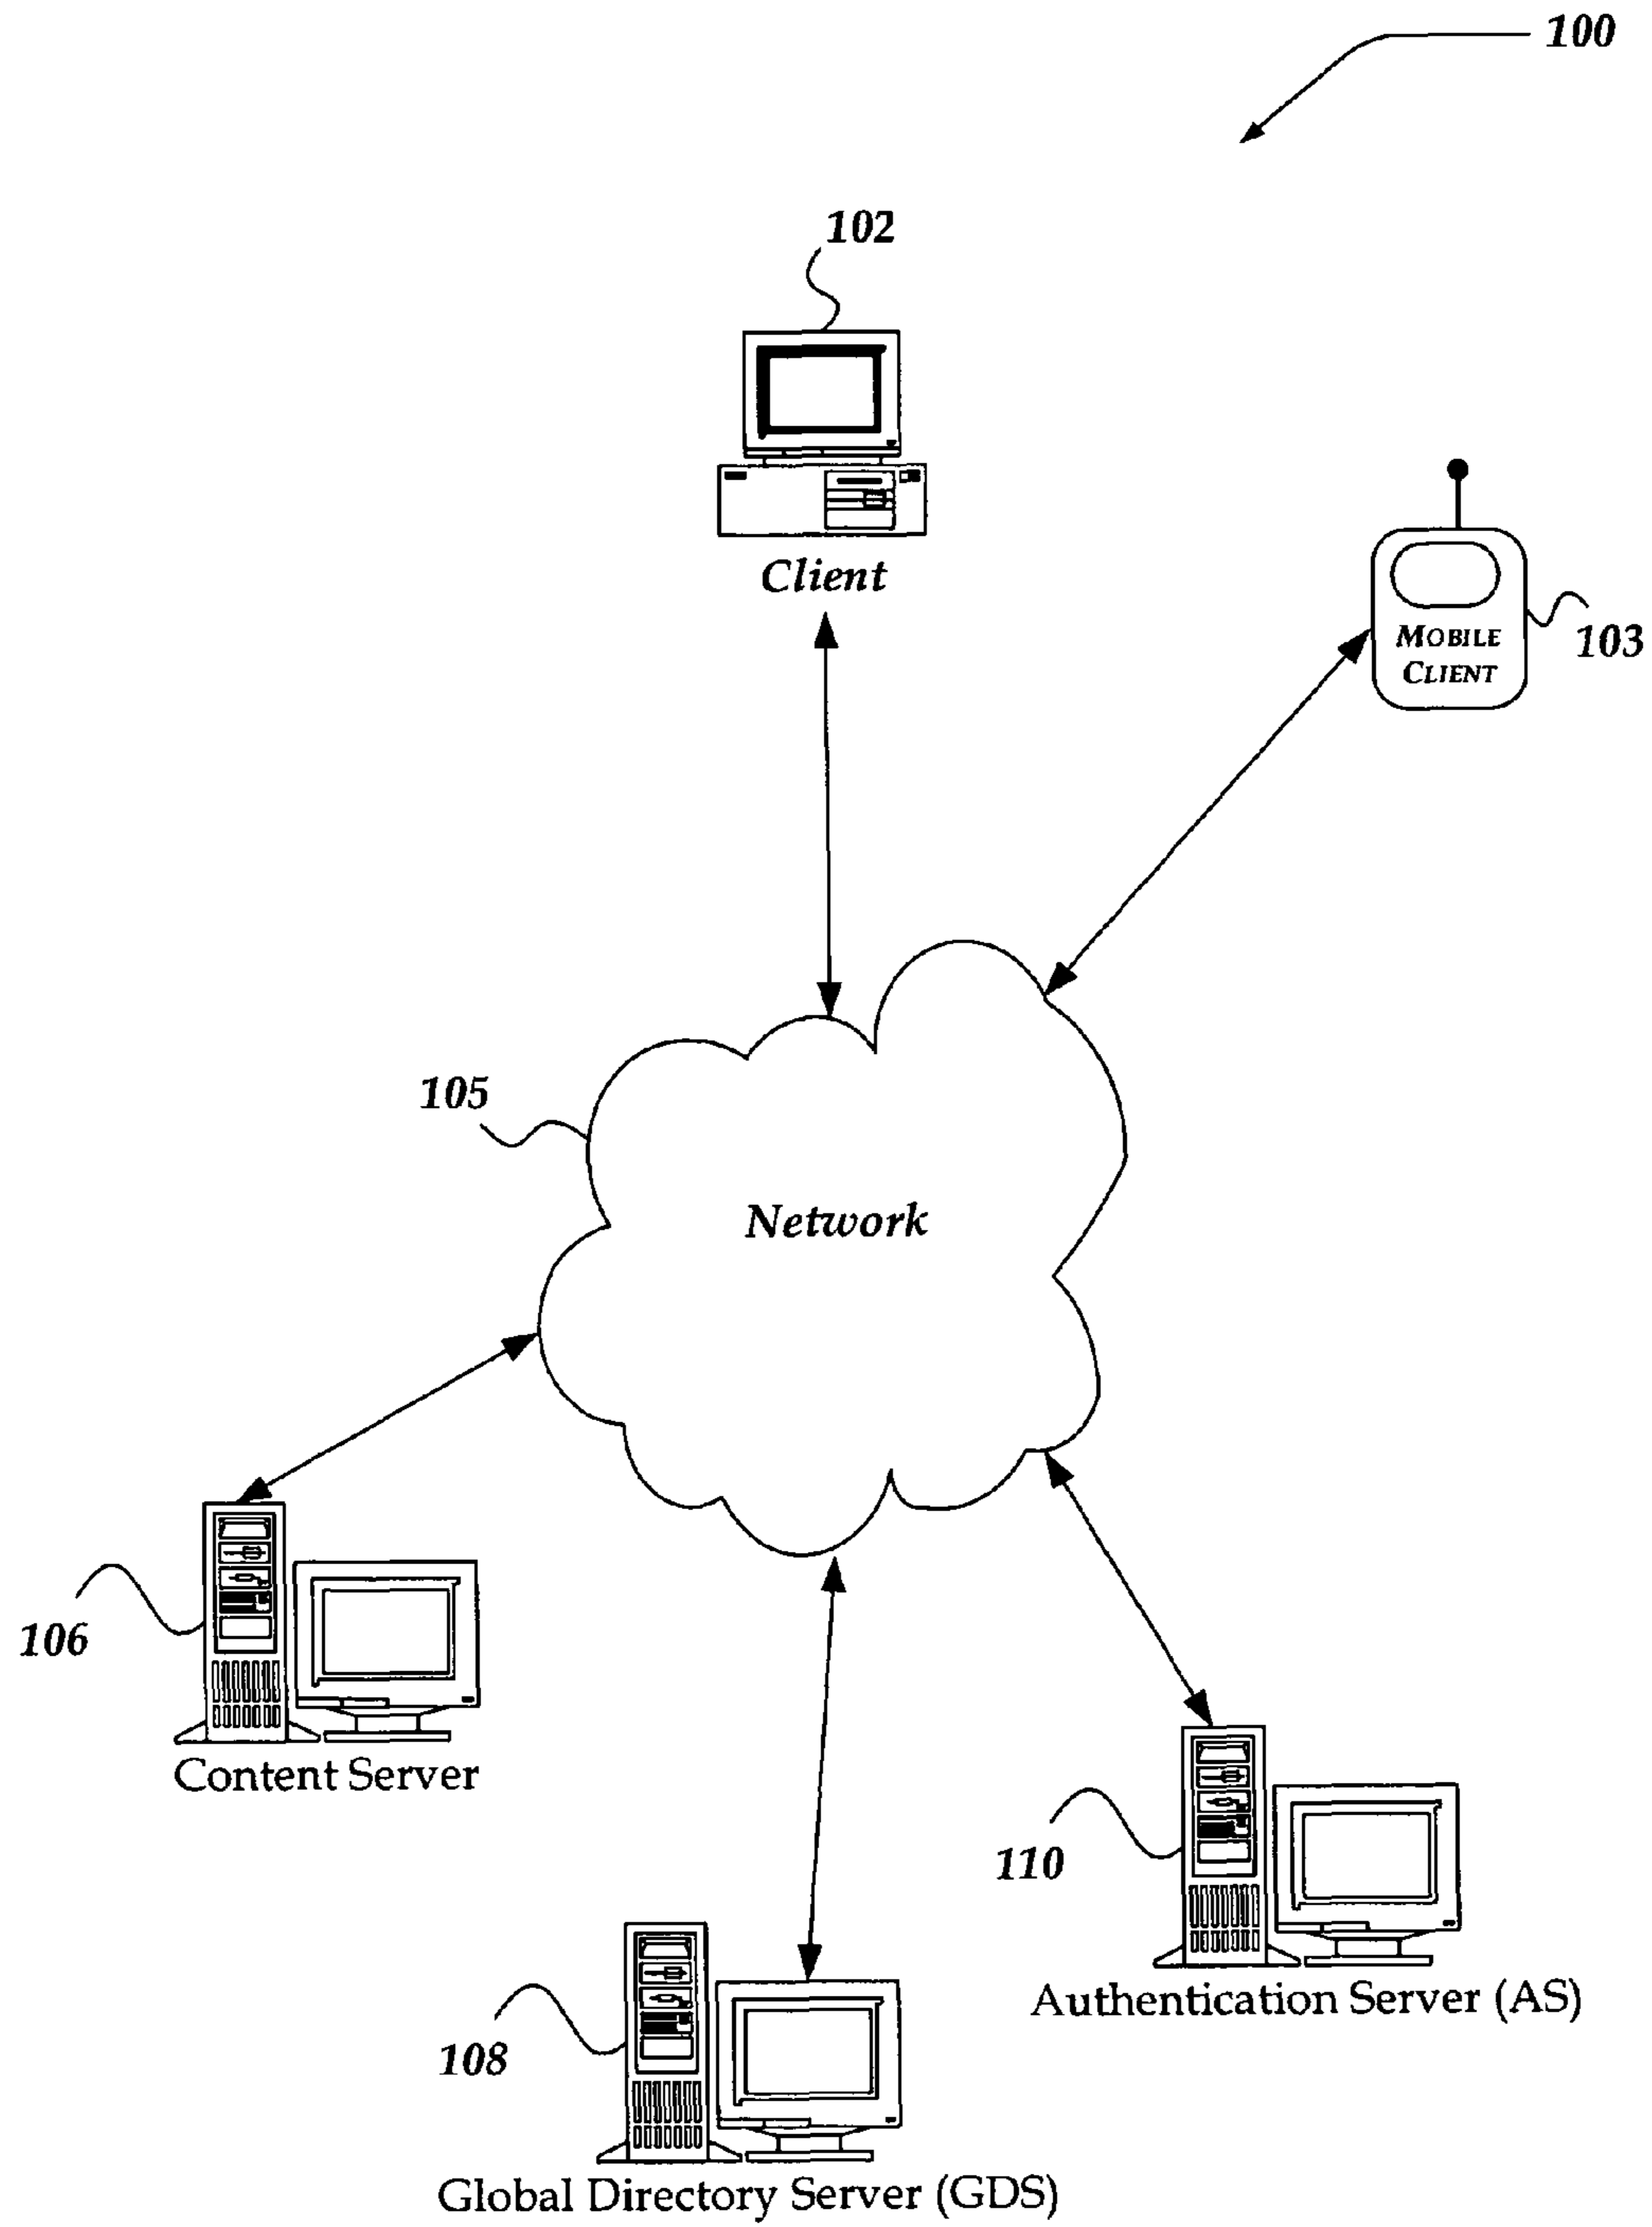 100
102
Client
MOBILE
CLIENT
103
105
Network
106
Content Server
110
Authentication Server (AS)
108
Global Directory Server (GDS)